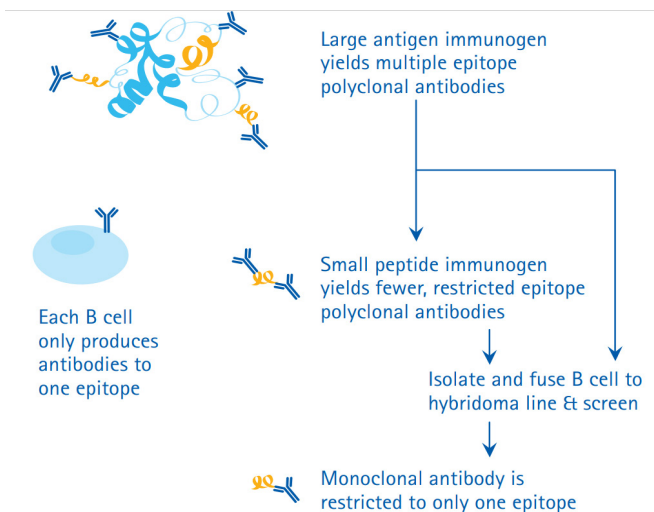 Large antigen immunogen
yields multiple epitope
polyclonal antibodies
Small peptide immunogen
yields fewer, restricted epitope
polyclonal antibodies
Each B cell
only produces
antibodies to
one epitope
Isolate and fuse B cell to
hybridoma line & screen
Monoclonal antibody is
restricted to only one epitope